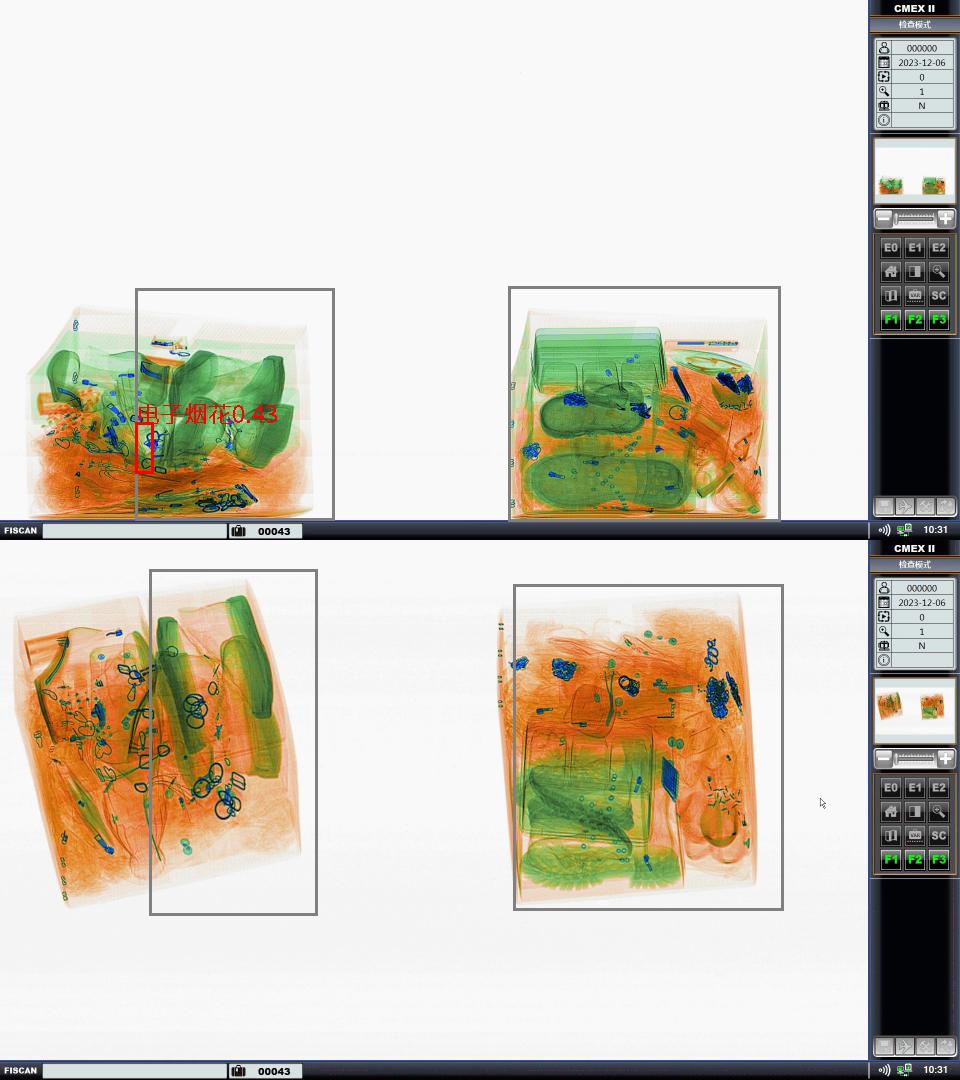 CMEX II
检查模式
000000
2023-12-06
0
1
N
E0 E1 E2
SC
F1 F2 F3
电子烟花0.43
FISCAN
00043
10:31
CMEX II
检查模式
000000
2023-12-06
0
1
N
E0 E1 E2
SC
F1 F2 F3
FISCAN
00043
10:31